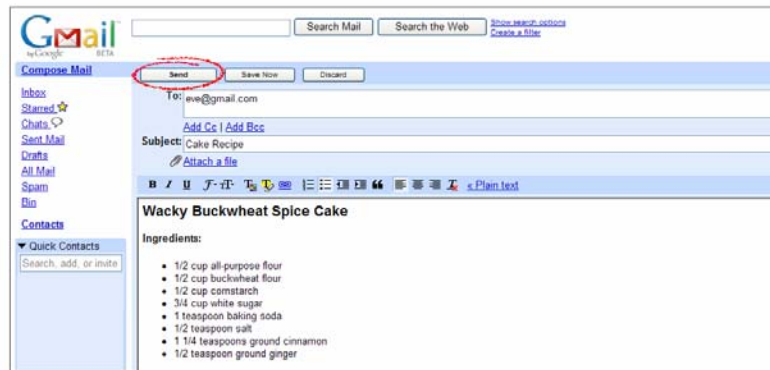 Gmail
by Google BETA
Search Mail Search the Web Show search options
Create a filter
Compose Mail
Send Save Now Discard
Inbox
Starred
Chats
Sent Mail
Drafts
All Mail
Spam
Bin
Contacts
Quick Contacts
Search, add, or invite
To: eve@gmail.com
Add Cc | Add Bcc
Subject: Cake Recipe
Attach a file
B I U « Plain text
Wacky Buckwheat Spice Cake
Ingredients:
1/2 cup all-purpose flour
1/2 cup buckwheat flour
1/2 cup cornstarch
3/4 cup white sugar
1 teaspoon baking soda
1/2 teaspoon salt
1 1/4 teaspoons ground cinnamon
1/2 teaspoon ground ginger